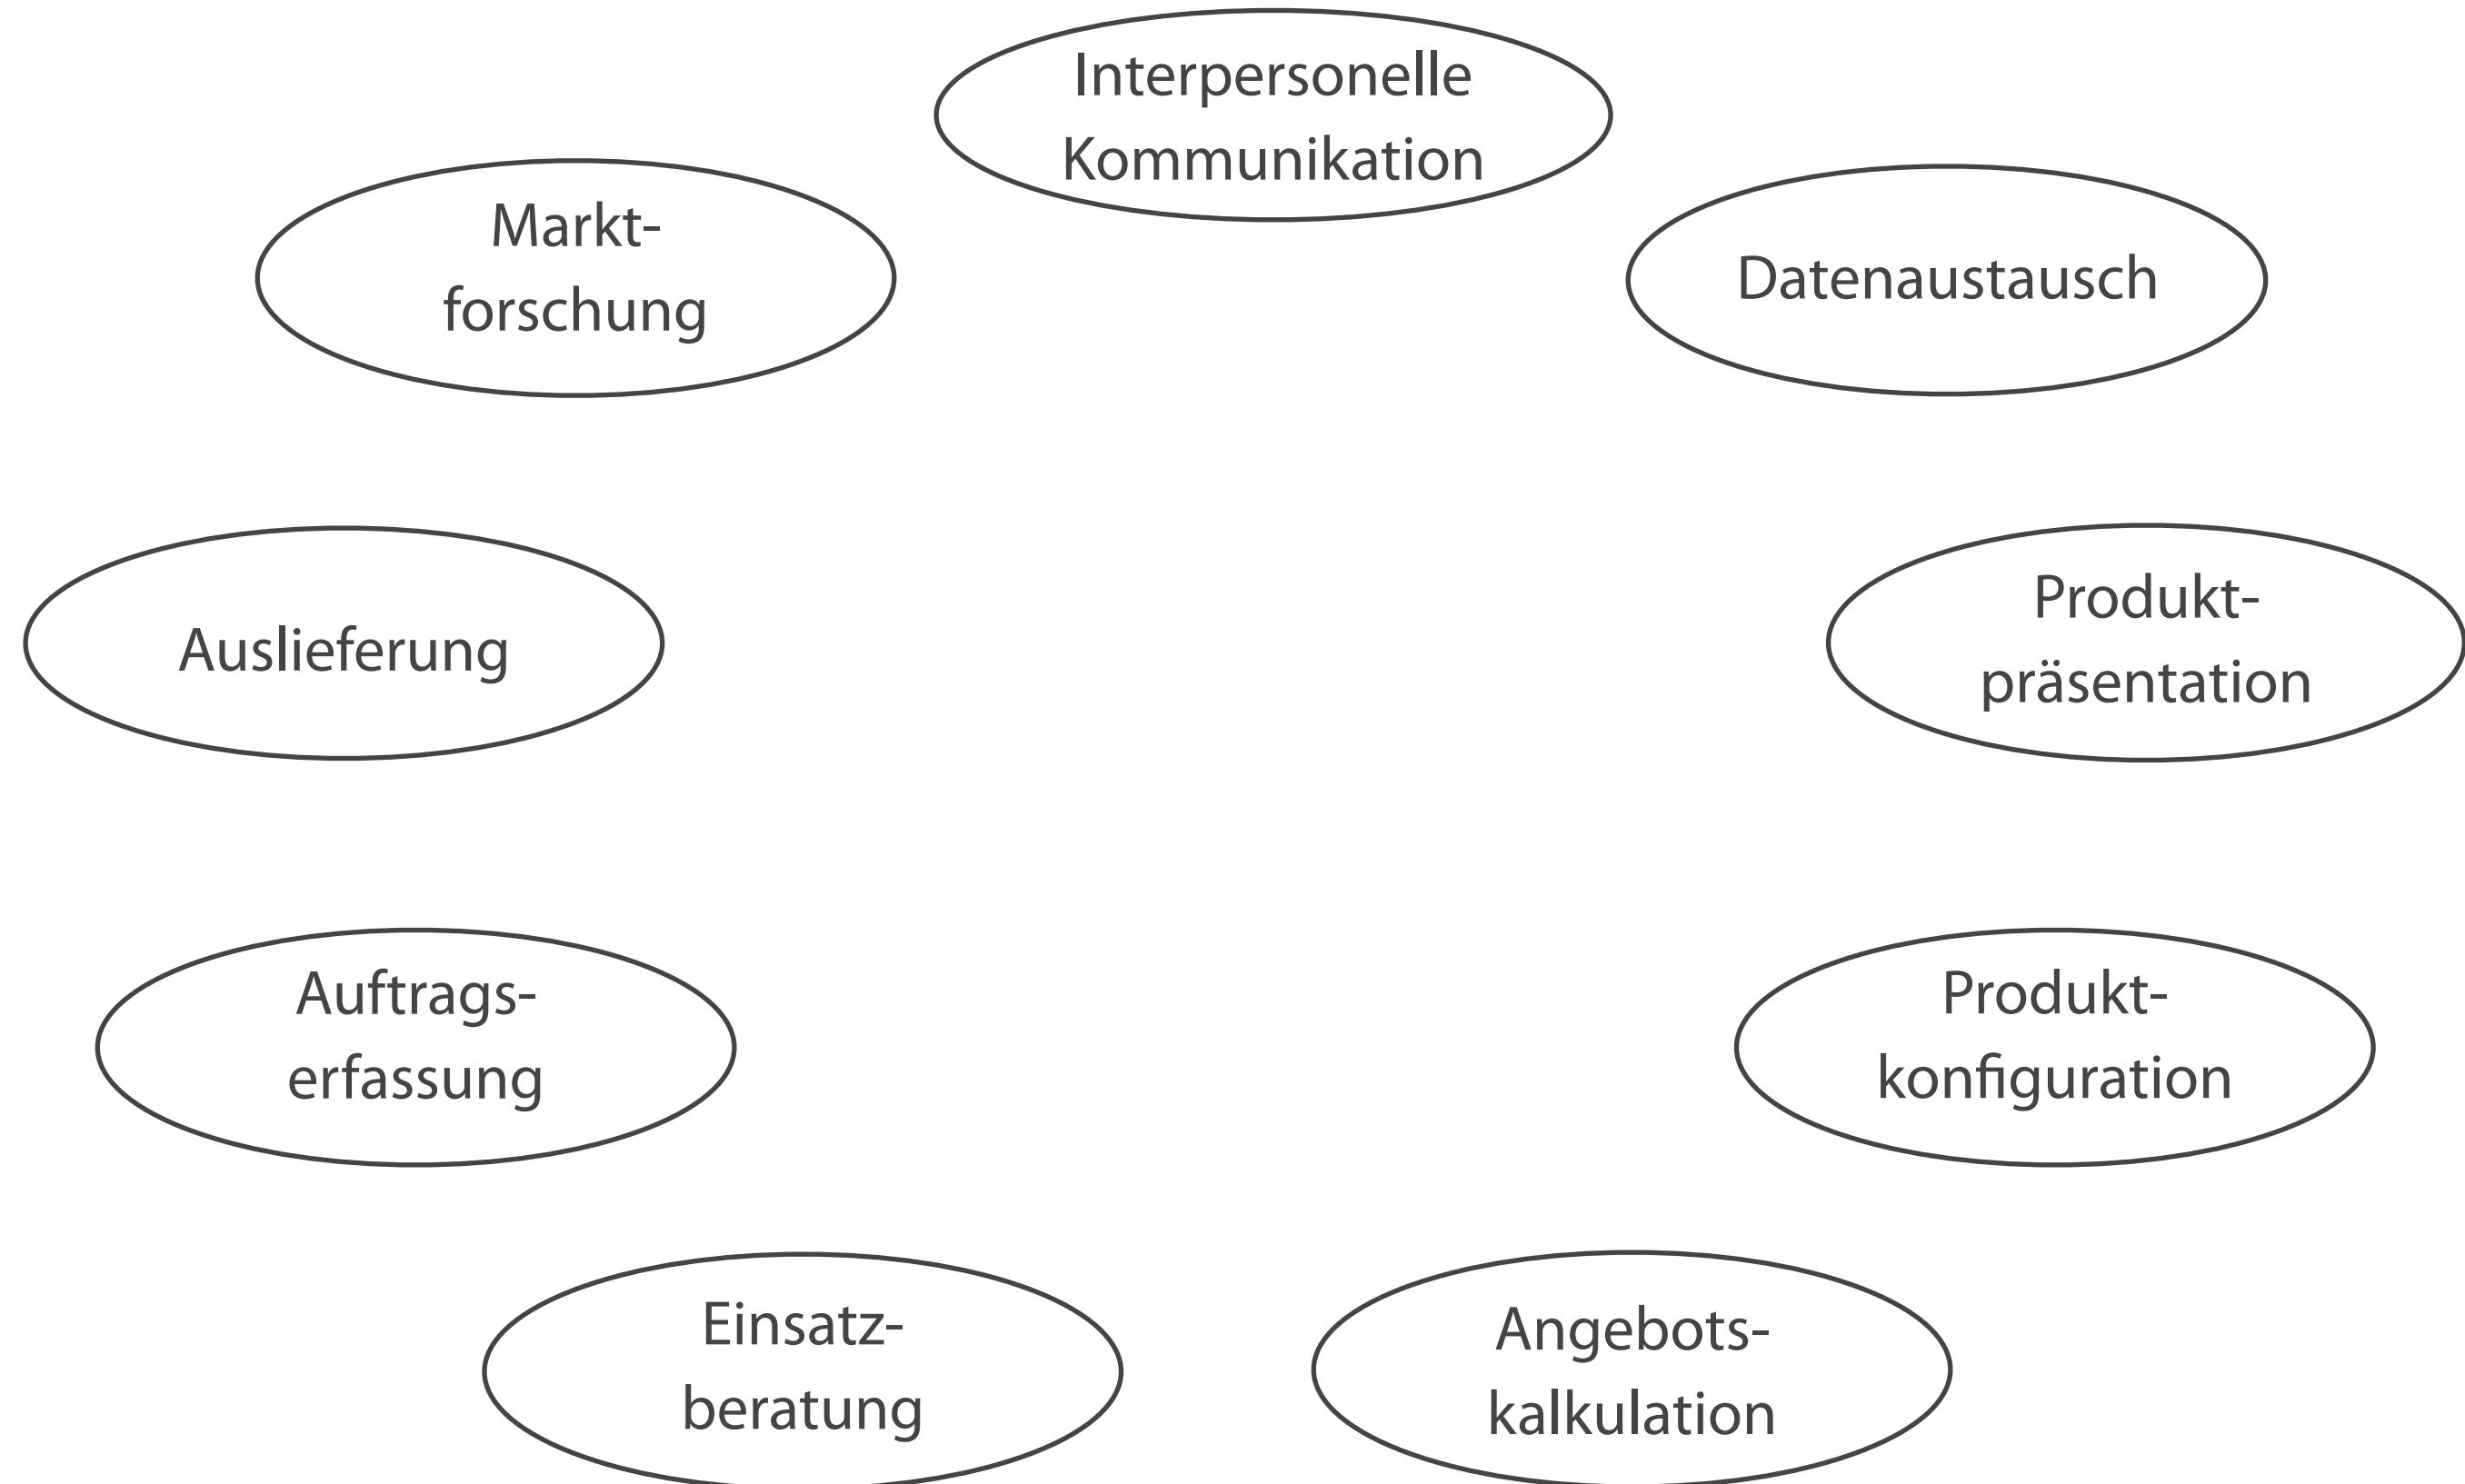 Interpersonelle
Kommunikation
Markt-
forschung
Datenaustausch
Auslieferung
Produkt-
präsentation
Auftrags-
erfassung
Produkt-
konfiguration
Einsatz-
beratung
Angebots-
kalkulation